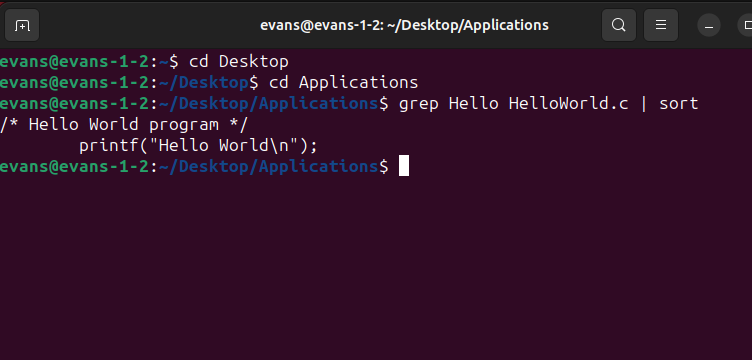 evans@evans-1-2: ~/Desktop/Applications
evans@evans-1-2:~$ cd Desktop
evans@evans-1-2:~/Desktop$ cd Applications
evans@evans-1-2:~/Desktop/Applications$ grep Hello HelloWorld.c | sort
/* Hello World program */
        printf("Hello World\n");
evans@evans-1-2:~/Desktop/Applications$